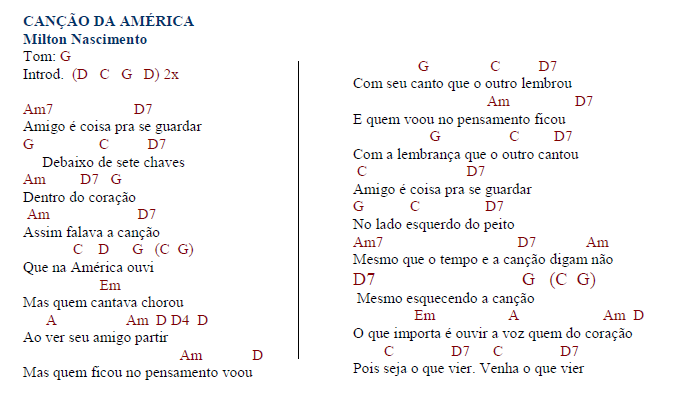 CANÇÃO DA AMÉRICA
Milton Nascimento
Tom: G
Introd. (D C G D) 2x
Am7 D7
Amigo é coisa pra se guardar
G C D7
Debaixo de sete chaves
Am D7 G
Dentro do coração
Am D7
Assim falava a canção
C D G (C G)
Que na América ouvi
Em
Mas quem cantava chorou
A Am D D4 D
Ao ver seu amigo partir
Am D
Mas quem ficou no pensamento voou
G C D7
Com seu canto que o outro lembrou
Am D7
E quem voou no pensamento ficou
G C D7
Com a lembrança que o outro cantou
C D7
Amigo é coisa pra se guardar
G C D7
No lado esquerdo do peito
Am7 D7 Am
Mesmo que o tempo e a canção digam não
D7 G (C G)
Mesmo esquecendo a canção
Em A Am D
O que importa é ouvir a voz quem do coração
C D7 C D7
Pois seja o que vier. Venha o que vier